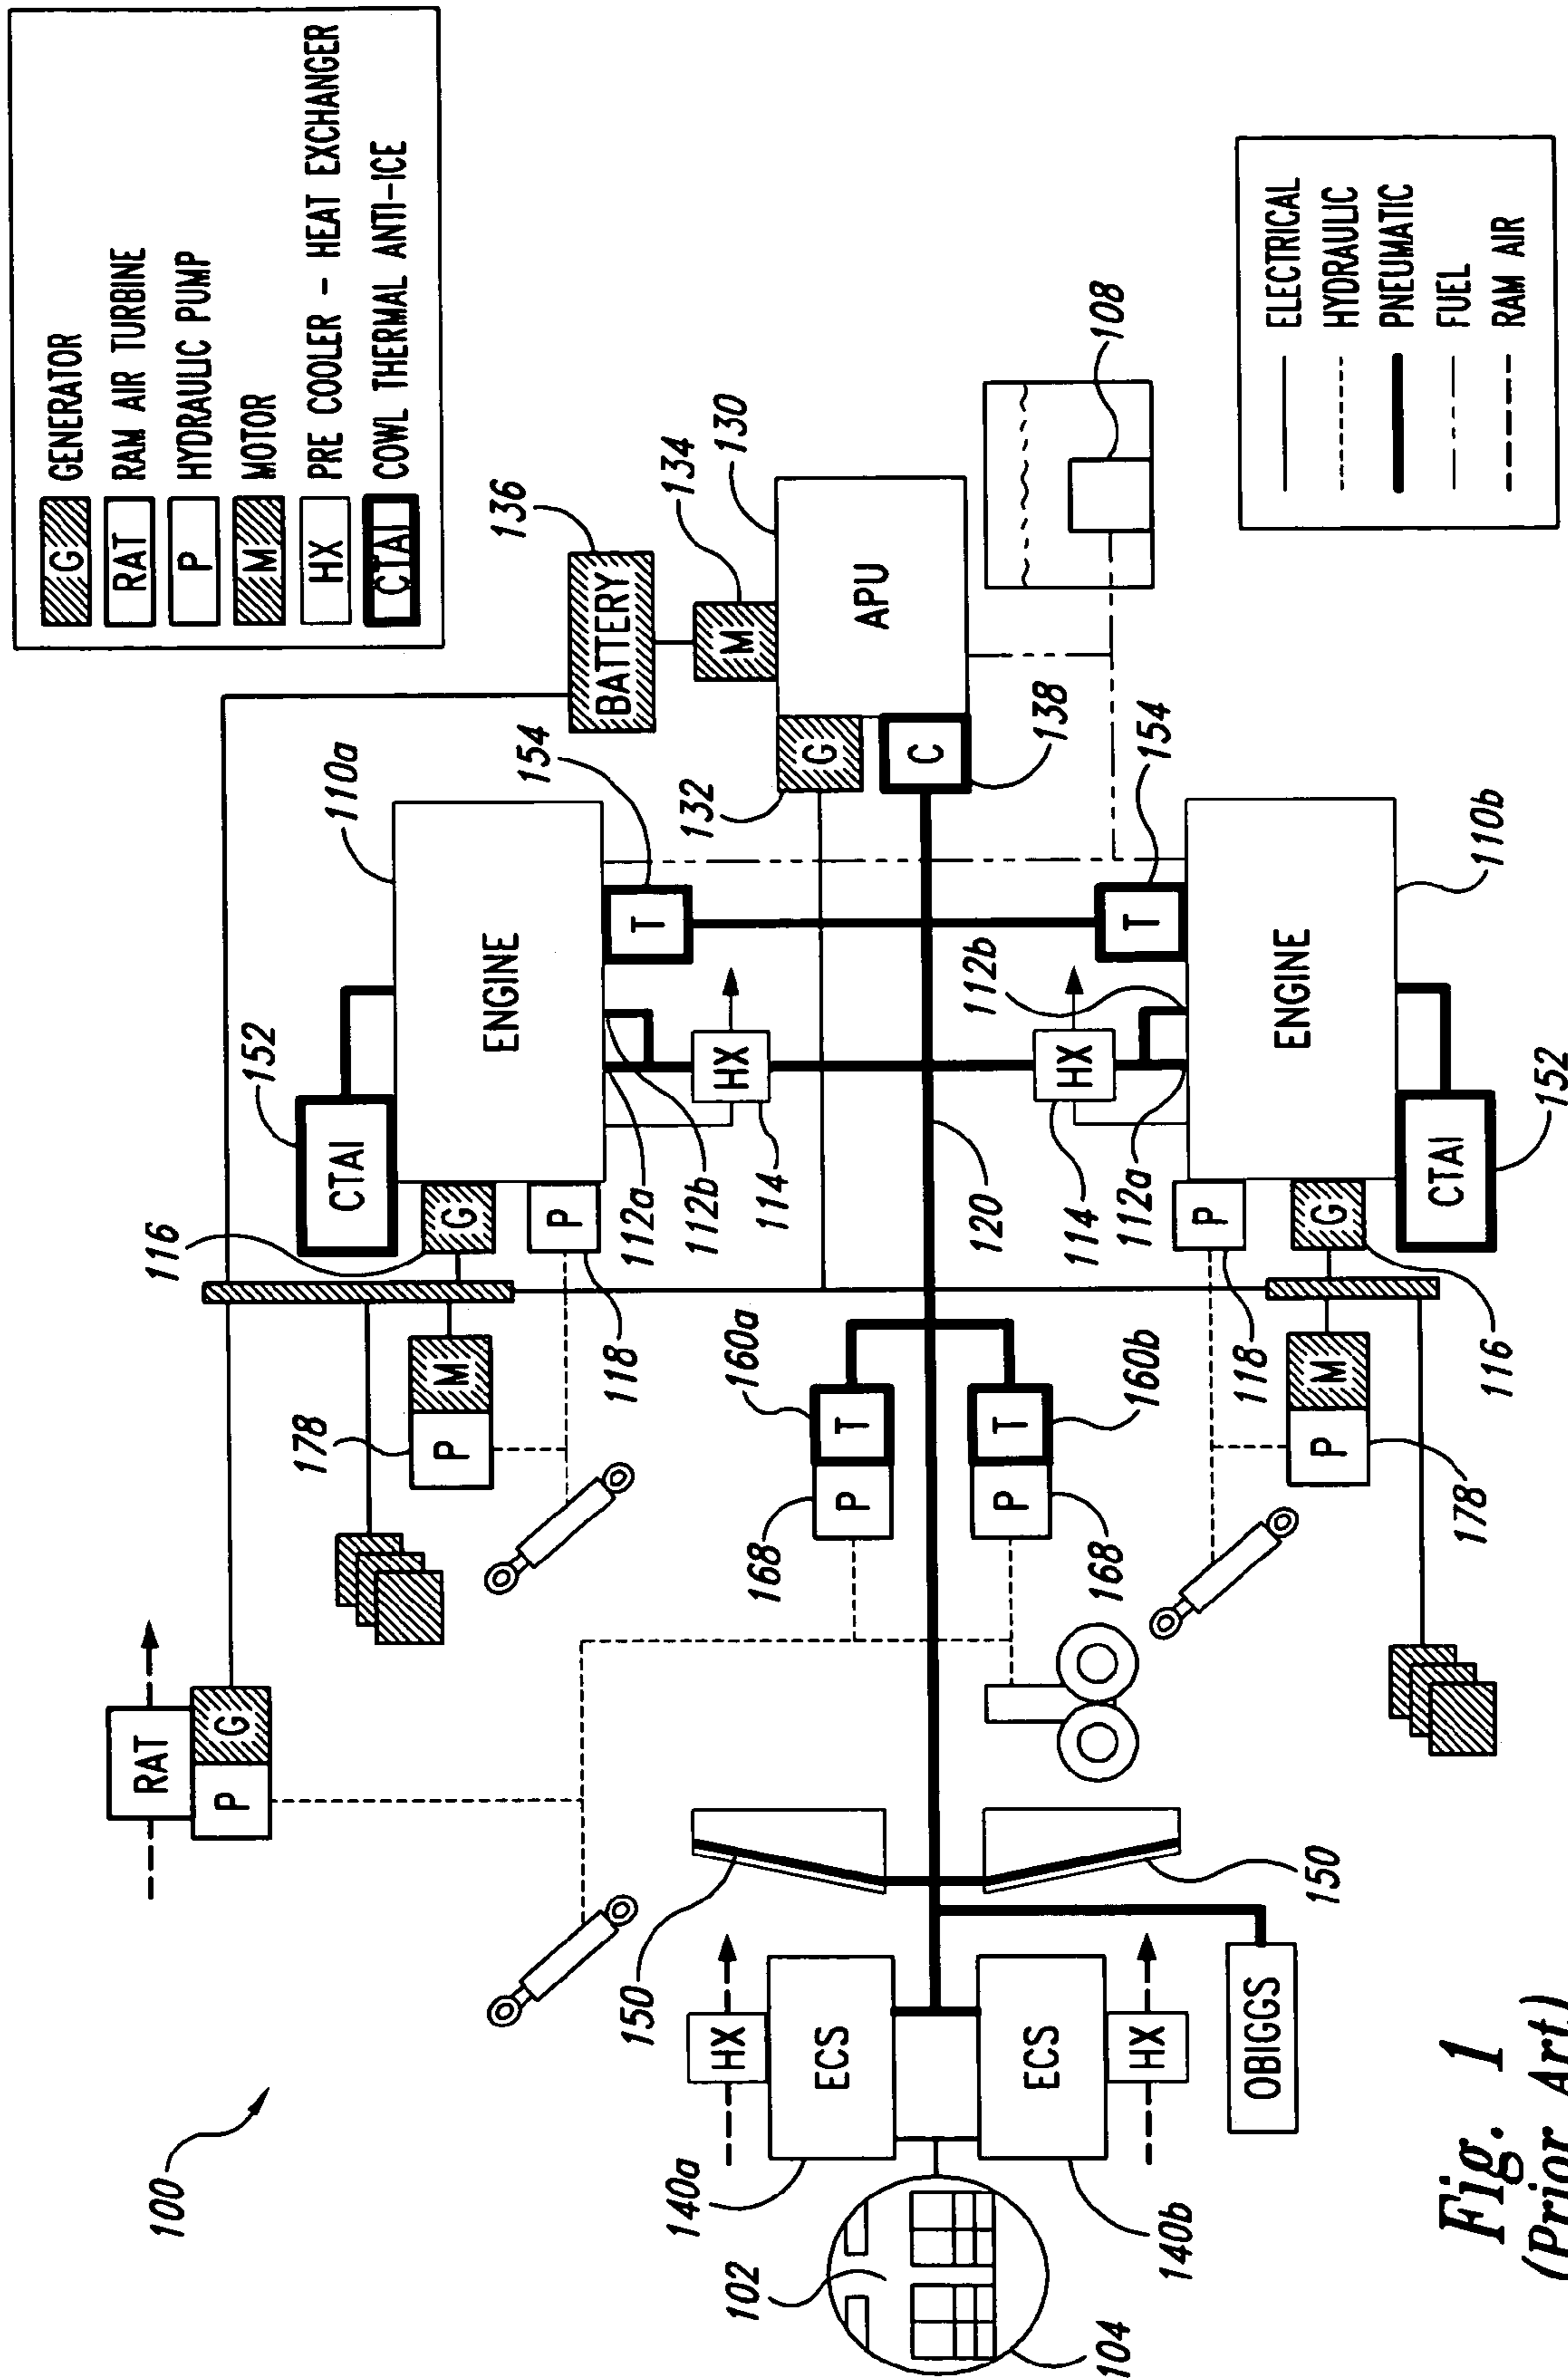 100
G GENERATOR
RAT RAM AIR TURBINE
P HYDRAULIC PUMP
M MOTOR
HX PRE COOLER - HEAT EXCHANGER
CTAI COWL THERMAL ANTI-ICE
RAT
P
G
136
BATTERY
134
M
130
APU
G
132
C
138
108
110a
ENGINE
152
CTAI
116
G
P
118
154
T
112a
112b
HX
114
178
P
M
120
160a
T
P
168
160b
T
P
168
154
T
112b
112a
HX
114
110b
ENGINE
P
118
G
116
CTAI
152
M
P
178
150
150
HX
ECS
140a
ECS
140b
HX
OBIGGS
102
104
ELECTRICAL
HYDRAULIC
PNEUMATIC
FUEL
RAM AIR
Fig. 1
(Prior Art)